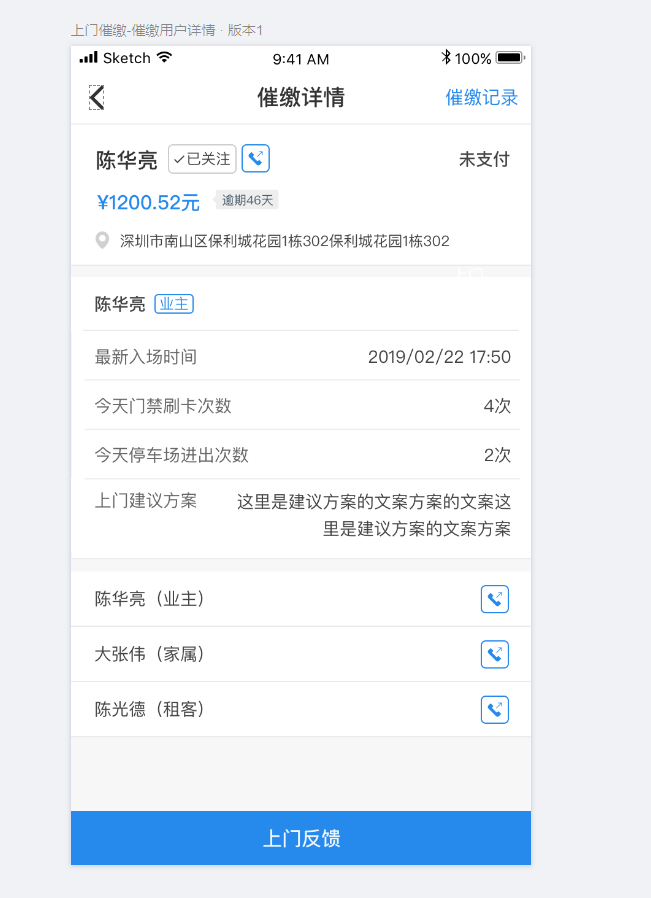 上门催缴-催缴用户详情 · 版本1
Sketch 9:41 AM 100%
催缴详情 催缴记录
陈华亮 已关注 未支付
¥1200.52元 逾期46天
深圳市南山区保利城花园1栋302保利城花园1栋302
上门
陈华亮 业主
最新入场时间 2019/02/22 17:50
今天门禁刷卡次数 4次
今天停车场进出次数 2次
上门建议方案 这里是建议方案的文案方案的文案这
里是建议方案的文案方案
陈华亮（业主）
大张伟（家属）
陈光德（租客）
上门反馈